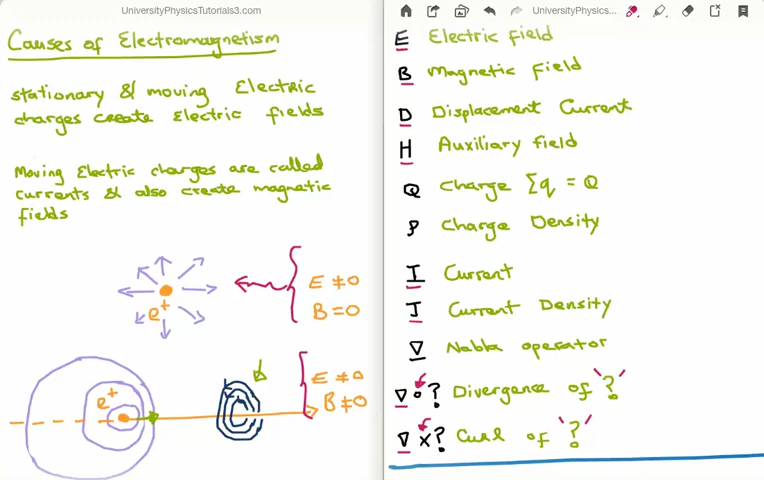 UniversityPhysicsTutorials3.com
Causes of Electromagnetism
stationary & moving Electric
charges create Electric fields
Moving Electric charges are called
currents & also create magnetic
fields
e+
E ≠ 0
B = 0
e+
E ≠ 0
B ≠ 0
UniversityPhysics...
E Electric field
B Magnetic Field
D Displacement Current
H Auxiliary field
Q Charge Σq = Q
ρ Charge Density
I Current
J Current Density
∇ Nabla operator
∇ ∘ ? Divergence of '?'
∇ × ? Curl of '?'